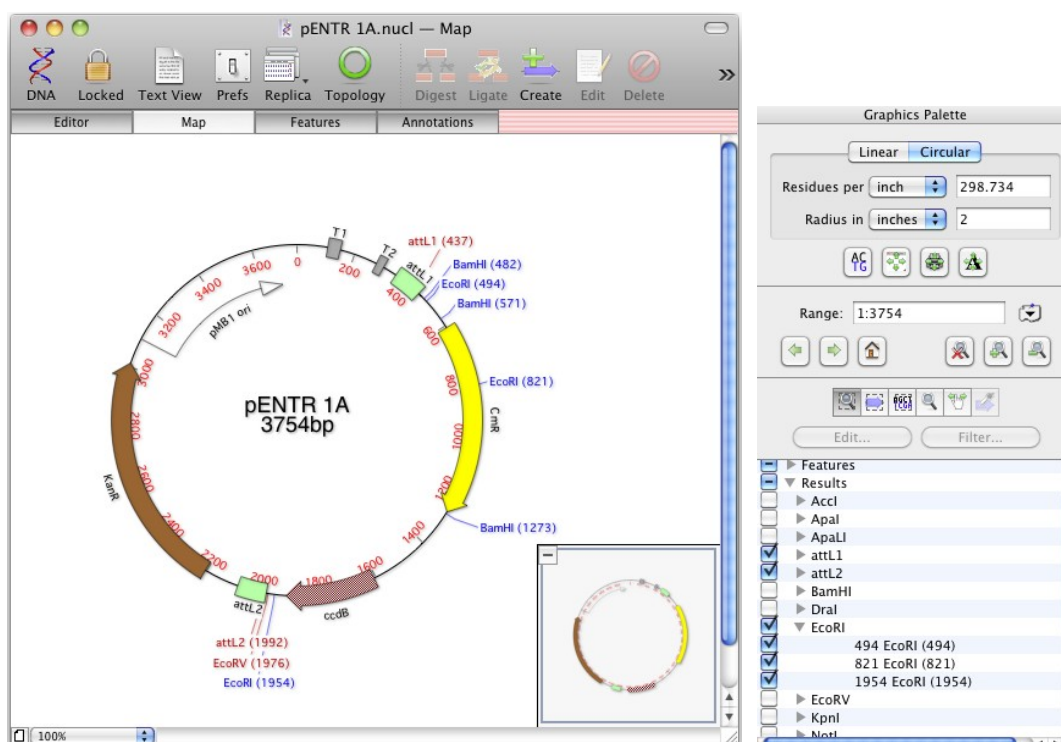 pENTR 1A.nucl — Map
DNA Locked Text View Prefs Replica Topology Digest Ligate Create Edit Delete »
Editor Map Features Annotations
T1
T2
attL1 (437)
attL1
BamHI (482)
EcoRI (494)
BamHI (571)
0
200
400
600
800
1000
1200
1400
1600
1800
2000
2200
2400
2600
2800
3000
3200
3400
3600
pMB1 ori
EcoRI (821)
CmR
pENTR 1A
3754bp
KanR
BamHI (1273)
ccdB
attL2
attL2 (1992)
EcoRV (1976)
EcoRI (1954)
100%
Graphics Palette
Linear Circular
Residues per inch 298.734
Radius in inches 2
Range: 1:3754
Edit... Filter...
Features
Results
AccI
ApaI
ApaLI
attL1
attL2
BamHI
DraI
EcoRI
494 EcoRI (494)
821 EcoRI (821)
1954 EcoRI (1954)
EcoRV
KpnI
NotI